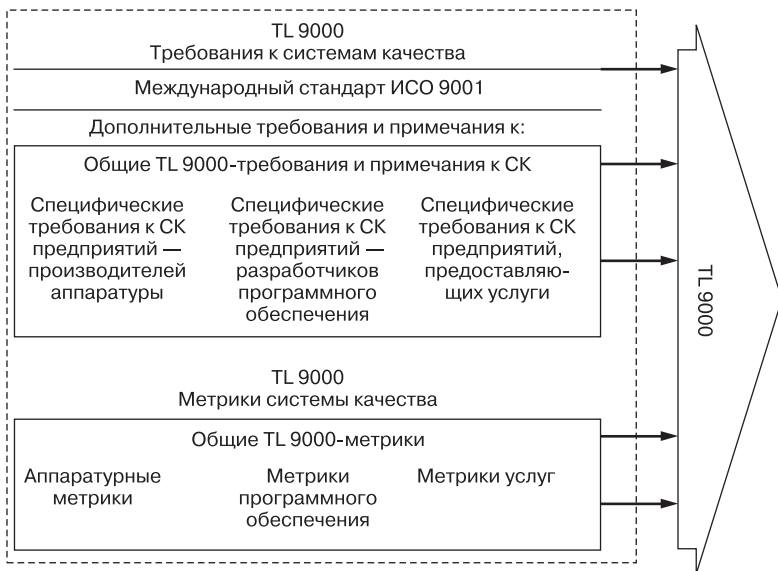 TL 9000
Требования к системам качества
Международный стандарт ИСО 9001
Дополнительные требования и примечания к:
Общие TL 9000-требования и примечания к СК
Специфические
требования к СК
предприятий —
производителей
аппаратуры
Специфические
требования к СК
предприятий —
разработчиков
программного
обеспечения
Специфические
требования к СК
предприятий,
предоставляю-
щих услуги
TL 9000
Метрики системы качества
Общие TL 9000-метрики
Аппаратурные
метрики
Метрики
программного
обеспечения
Метрики услуг
TL 9000